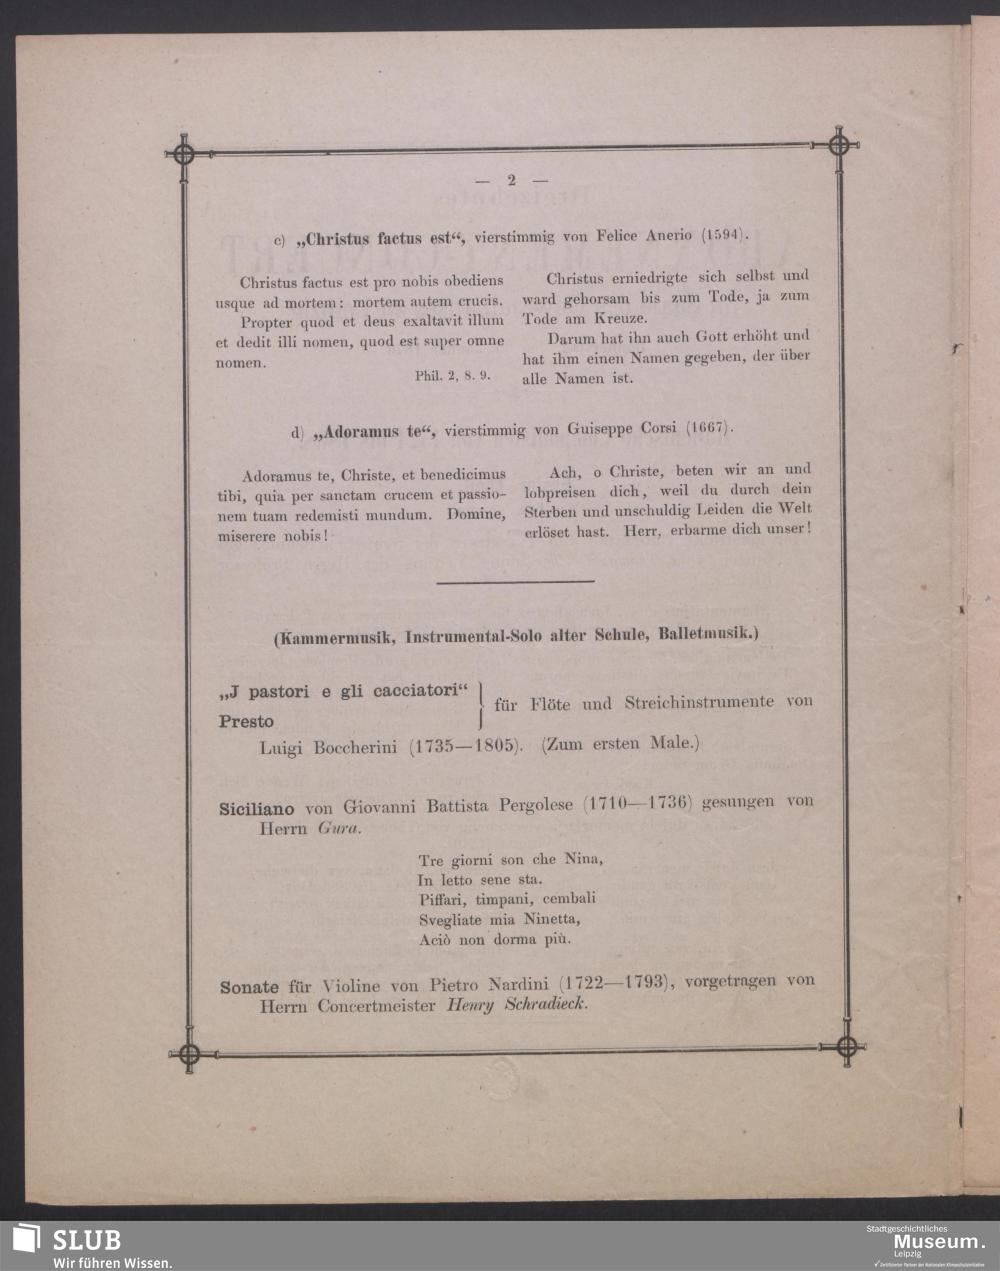 — 2 —
c) „Christus factus est“, vierstimmig von Felice Anerio (1594).
Christus factus est pro nobis obediens
usque ad mortem: mortem autem crucis.
Propter quod et deus exaltavit illum
et dedit illi nomen, quod est super omne
nomen.
Phil. 2, 8. 9.
Christus erniedrigte sich selbst und
ward gehorsam bis zum Tode, ja zum
Tode am Kreuze.
Darum hat ihn auch Gott erhöht und
hat ihm einen Namen gegeben, der über
alle Namen ist.
d) „Adoramus te“, vierstimmig von Guiseppe Corsi (1667).
Adoramus te, Christe, et benedicimus
tibi, quia per sanctam crucem et passio-
nem tuam redemisti mundum. Domine,
miserere nobis!
Ach, o Christe, beten wir an und
lobpreisen dich, weil du durch dein
Sterben und unschuldig Leiden die Welt
erlöset hast. Herr, erbarme dich unser!
(Kammermusik, Instrumental-Solo alter Schule, Balletmusik.)
„J pastori e gli cacciatori“
Presto
für Flöte und Streichinstrumente von
Luigi Boccherini (1735—1805). (Zum ersten Male.)
Siciliano von Giovanni Battista Pergolese (1710—1736) gesungen von
Herrn Gura.
Tre giorni son che Nina,
In letto sene sta.
Piffari, timpani, cembali
Svegliate mia Ninetta,
Aciò non dorma più.
Sonate für Violine von Pietro Nardini (1722—1793), vorgetragen von
Herrn Concertmeister Henry Schradieck.
SLUB
Wir führen Wissen.
Stadtgeschichtliches
Museum.
Leipzig
Zertifizierter Partner der Nationalen Klimaschutzinitiative